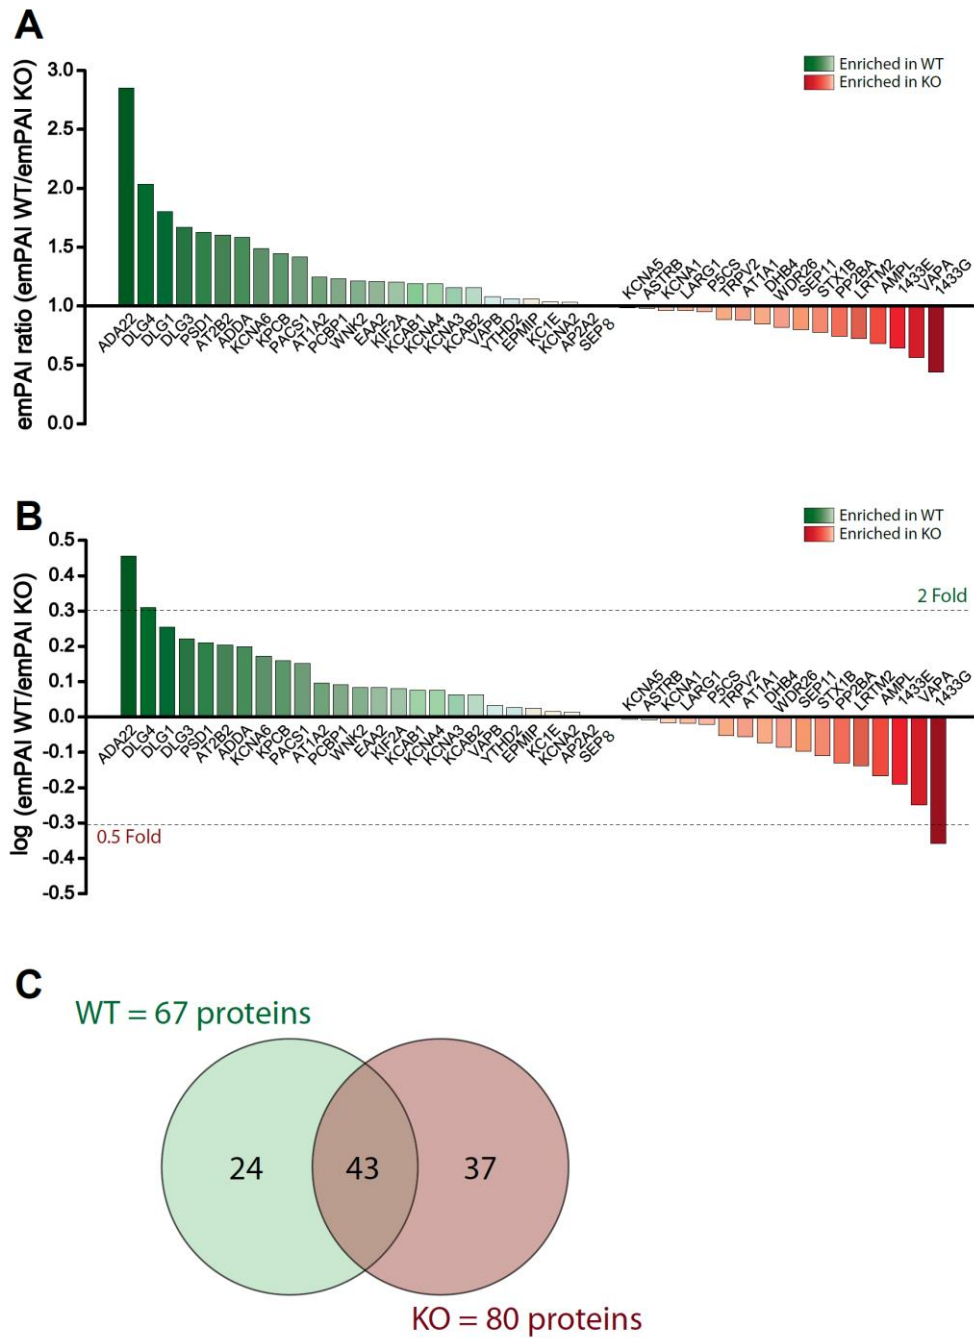 A
emPAI ratio (emPAI WT/emPAI KO)
3.0
2.5
2.0
1.5
1.0
0.5
0.0
Enriched in WT
Enriched in KO
ADA22
DLG4
DLG1
DLG3
PSD1
AT2B2
ADDA
KCNA6
KPCB
PACS1
AT1A2
PCBP1
WNK2
EAA2
KIF2A
KCAB1
KCNA4
KCNA3
KCAB2
VAPB
YTHD2
EPMIP
KC1E
KCNA2
AP2A2
SEP8
KCNA5
ASTRB
KCNA1
LARG1
P5CS
TRPV2
AT1A1
DHB4
WDR26
SEP11
STX1B
PP2BA
LRTM2
AMPL
1433E
VAPA
1433G
B
log (emPAI WT/emPAI KO)
0.5
0.4
0.3
0.2
0.1
0.0
-0.1
-0.2
-0.3
-0.4
-0.5
Enriched in WT
Enriched in KO
2 Fold
0.5 Fold
ADA22
DLG4
DLG1
DLG3
PSD1
AT2B2
ADDA
KCNA6
KPCB
PACS1
AT1A2
PCBP1
WNK2
EAA2
KIF2A
KCAB1
KCNA4
KCNA3
KCAB2
VAPB
YTHD2
EPMIP
KC1E
KCNA2
AP2A2
SEP8
KCNA5
ASTRB
KCNA1
LARG1
P5CS
TRPV2
AT1A1
DHB4
WDR26
SEP11
STX1B
PP2BA
LRTM2
AMPL
1433E
VAPA
1433G
C
WT = 67 proteins
24
43
37
KO = 80 proteins